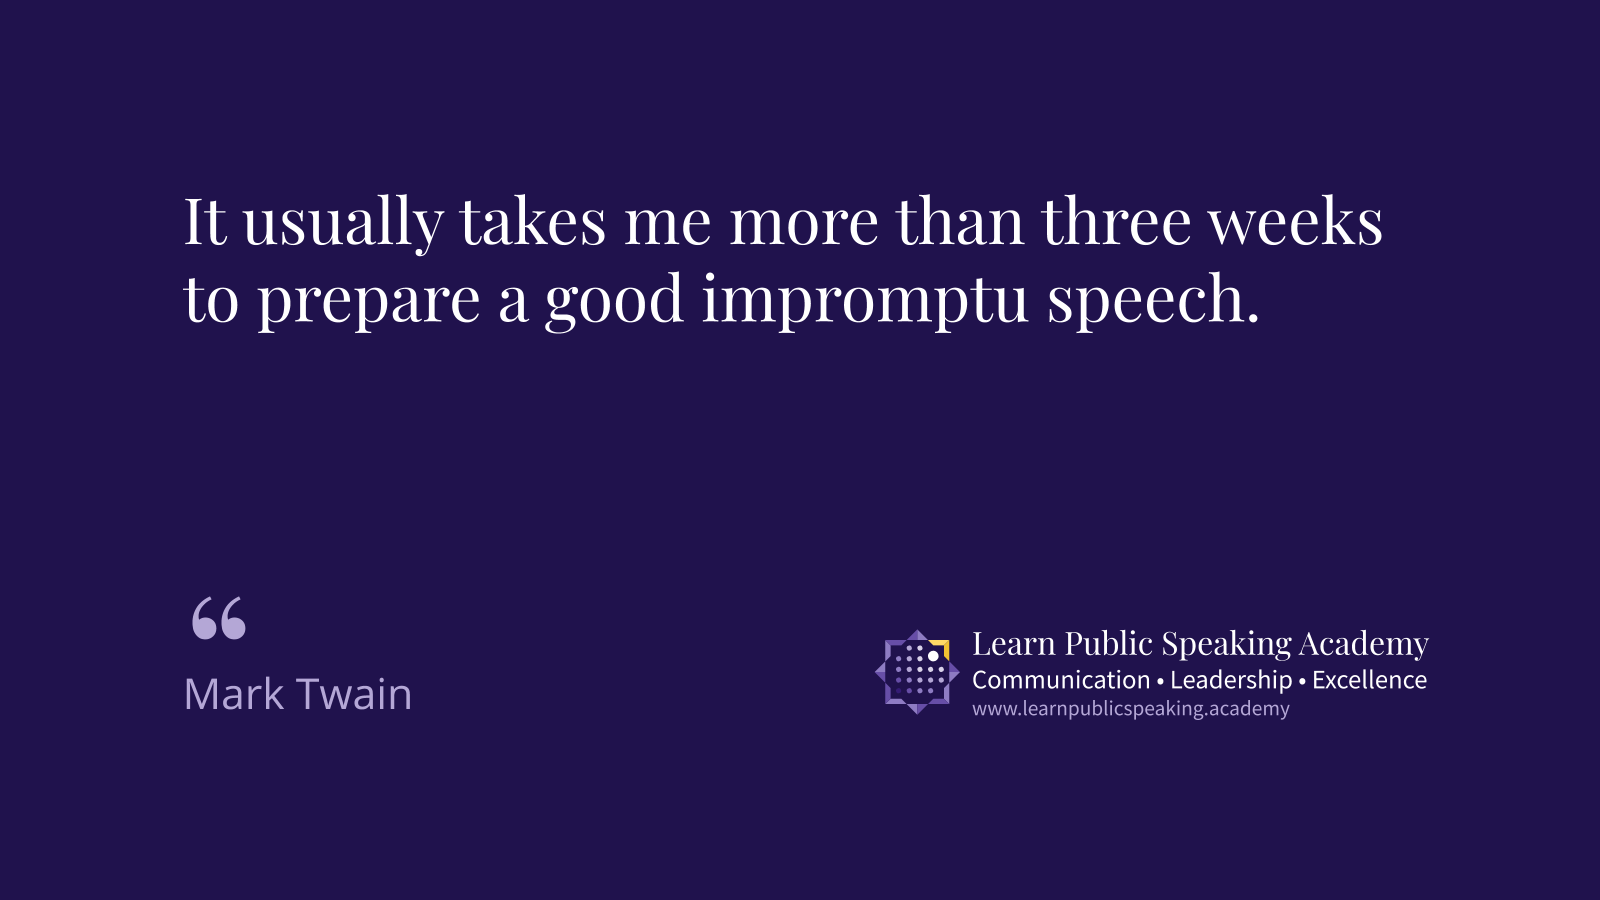 It usually takes me more than three weeks
to prepare a good impromptu speech.
“
Mark Twain
Learn Public Speaking Academy
Communication • Leadership • Excellence
www.learnpublicspeaking.academy